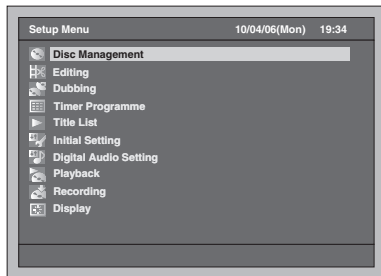 Setup Menu 10/04/06(Mon) 19:34
Disc Management
Editing
Dubbing
Timer Programme
Title List
Initial Setting
Digital Audio Setting
Playback
Recording
Display